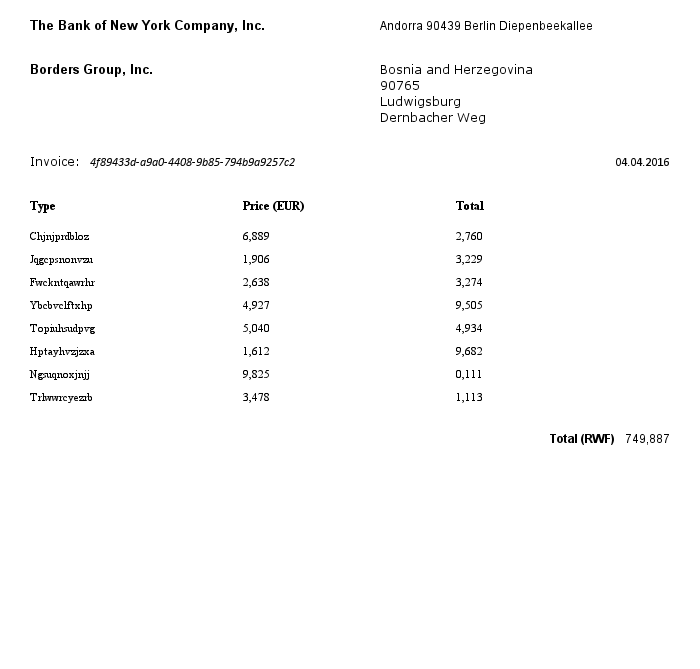 The Bank of New York Company, Inc. Andorra 90439 Berlin Diepenbeekallee
Borders Group, Inc. Bosnia and Herzegovina
90765
Ludwigsburg
Dernbacher Weg
Invoice: 4f89433d-a9a0-4408-9b85-794b9a9257c2 04.04.2016
Type Price (EUR) Total
Chjnjprdbloz 6,889 2,760
Jqgcpsnonvzu 1,906 3,229
Fwckntqawrhr 2,638 3,274
Ybcbvclftxhp 4,927 9,505
Topiuhsudpvg 5,040 4,934
Hptayhvzjzxa 1,612 9,682
Ngsuqnoxjnjj 9,825 0,111
Trlwwrcyezrb 3,478 1,113
Total (RWF) 749,887